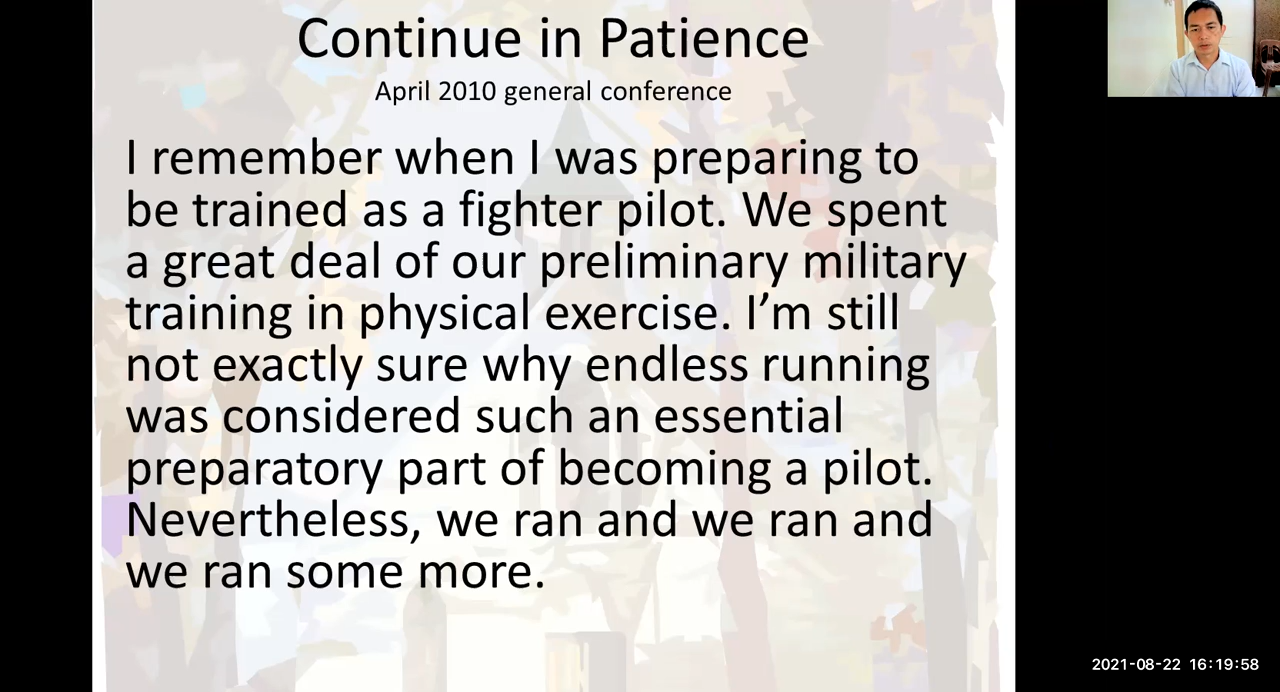 Continue in Patience
April 2010 general conference
I remember when I was preparing to
be trained as a fighter pilot. We spent
a great deal of our preliminary military
training in physical exercise. I’m still
not exactly sure why endless running
was considered such an essential
preparatory part of becoming a pilot.
Nevertheless, we ran and we ran and
we ran some more.
2021-08-22 16:19:58